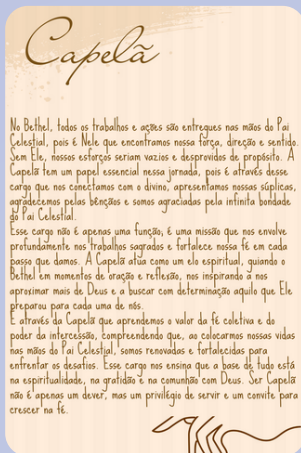 Capelã
No Bethel, todos os trabalhos e ações são entregues nas mãos do Pai
Celestial, pois é Nele que encontramos nossa força, direção e sentido.
Sem Ele, nossos esforços seriam vazios e desprovidos de propósito. A
Capelã tem um papel essencial nessa jornada, pois é através desse
cargo que nos conectamos com o divino, apresentamos nossas súplicas,
agradecemos pelas bênçãos e somos agraciadas pela infinita bondade
do Pai Celestial.
Esse cargo não é apenas uma função, é uma missão que nos envolve
profundamente nos trabalhos sagrados e fortalece nossa fé em cada
passo que damos. A Capelã atua como um elo espiritual, guiando o
Bethel em momentos de oração e reflexão, nos inspirando a nos
aproximar mais de Deus e a buscar com determinação aquilo que Ele
preparou para cada uma de nós.
É através da Capelã que aprendemos o valor da fé coletiva e do
poder da intercessão, compreendendo que, ao colocarmos nossas vidas
nas mãos do Pai Celestial, somos renovadas e fortalecidas para
enfrentar os desafios. Esse cargo nos ensina que a base de tudo está
na espiritualidade, na gratidão e na comunhão com Deus. Ser Capelã
não é apenas um dever, mas um privilégio de servir e um convite para
crescer na fé.